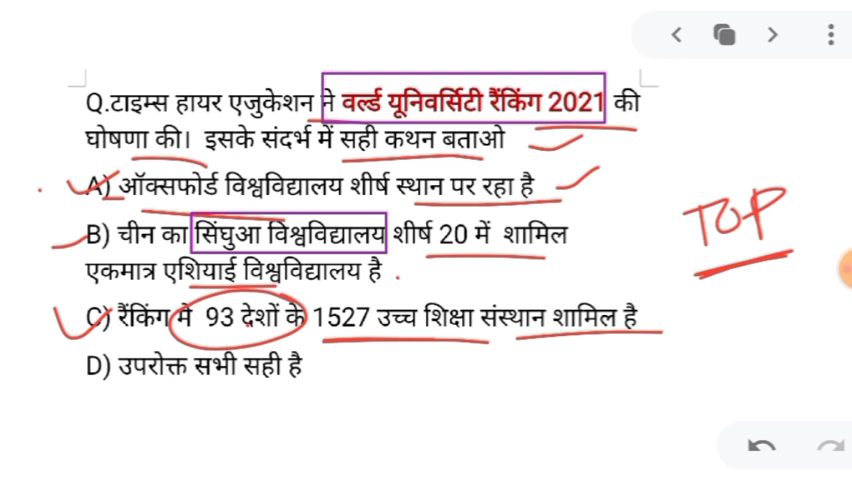 Q.टाइम्स हायर एजुकेशन ने वर्ल्ड यूनिवर्सिटी रैंकिंग 2021 की
घोषणा की। इसके संदर्भ में सही कथन बताओ
A) ऑक्सफोर्ड विश्वविद्यालय शीर्ष स्थान पर रहा है
B) चीन का सिंघुआ विश्वविद्यालय शीर्ष 20 में शामिल
एकमात्र एशियाई विश्वविद्यालय है .
TOP
C) रैंकिंग में 93 देशों के 1527 उच्च शिक्षा संस्थान शामिल है
D) उपरोक्त सभी सही है